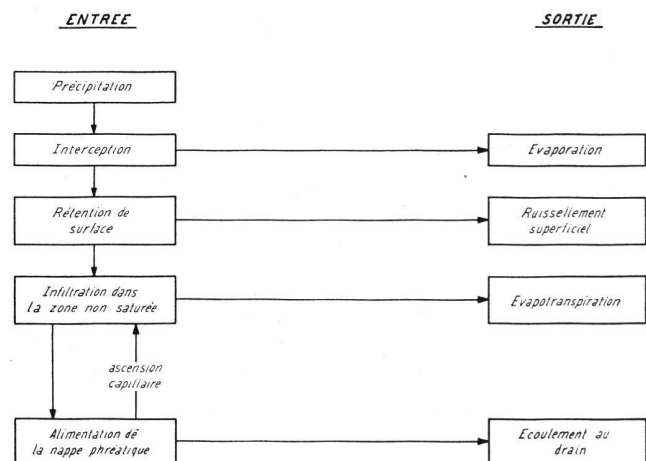 ENTREE
SORTIE
Précipitation
Interception
Evaporation
Rétention de
surface
Ruissellement
superficiel
Infiltration dans
la zone non saturée
Evapotranspiration
ascension
capillaire
Alimentation de
la nappe phréatique
Ecoulement au
drain